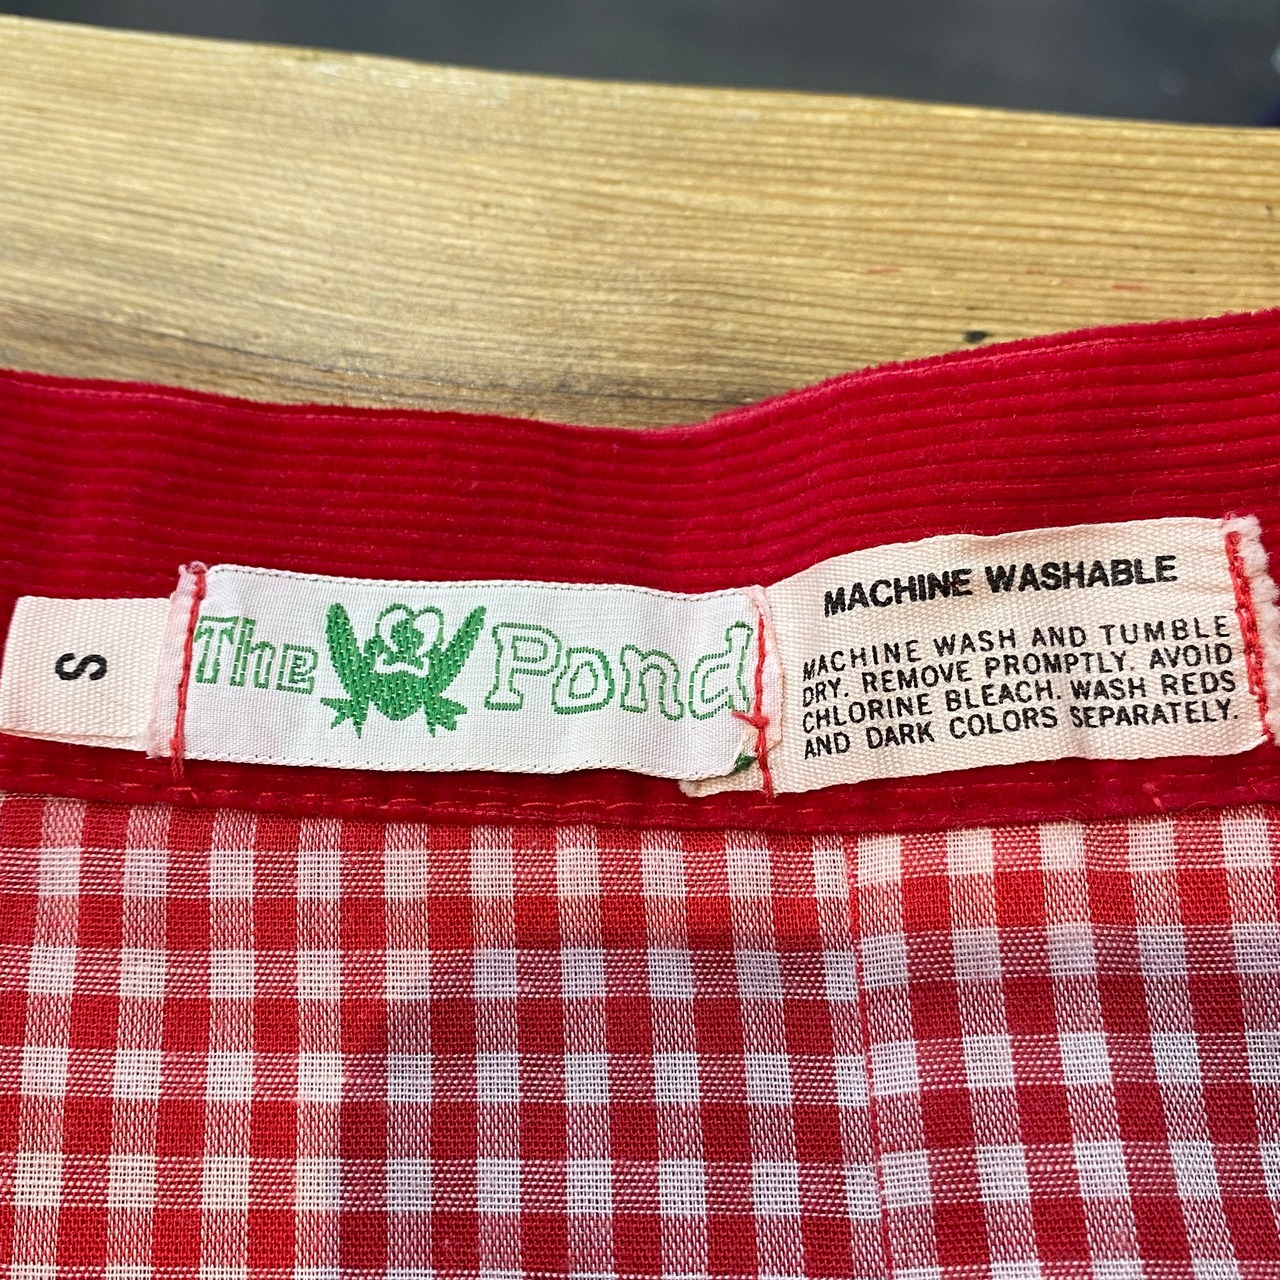 S
The Pond
MACHINE WASHABLE
MACHINE WASH AND TUMBLE
DRY. REMOVE PROMPTLY. AVOID
CHLORINE BLEACH. WASH REDS
AND DARK COLORS SEPARATELY.